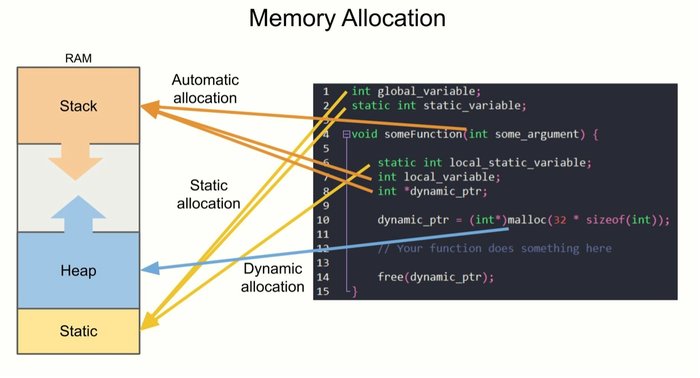 Memory Allocation
RAM
Stack
Heap
Static
Automatic
allocation
Static
allocation
Dynamic
allocation
1 int global_variable;
2 static int static_variable;
3
4 void someFunction(int some_argument) {
5
6 static int local_static_variable;
7 int local_variable;
8 int *dynamic_ptr;
9
10 dynamic_ptr = (int*)malloc(32 * sizeof(int));
11
12 // Your function does something here
13
14 free(dynamic_ptr);
15 }